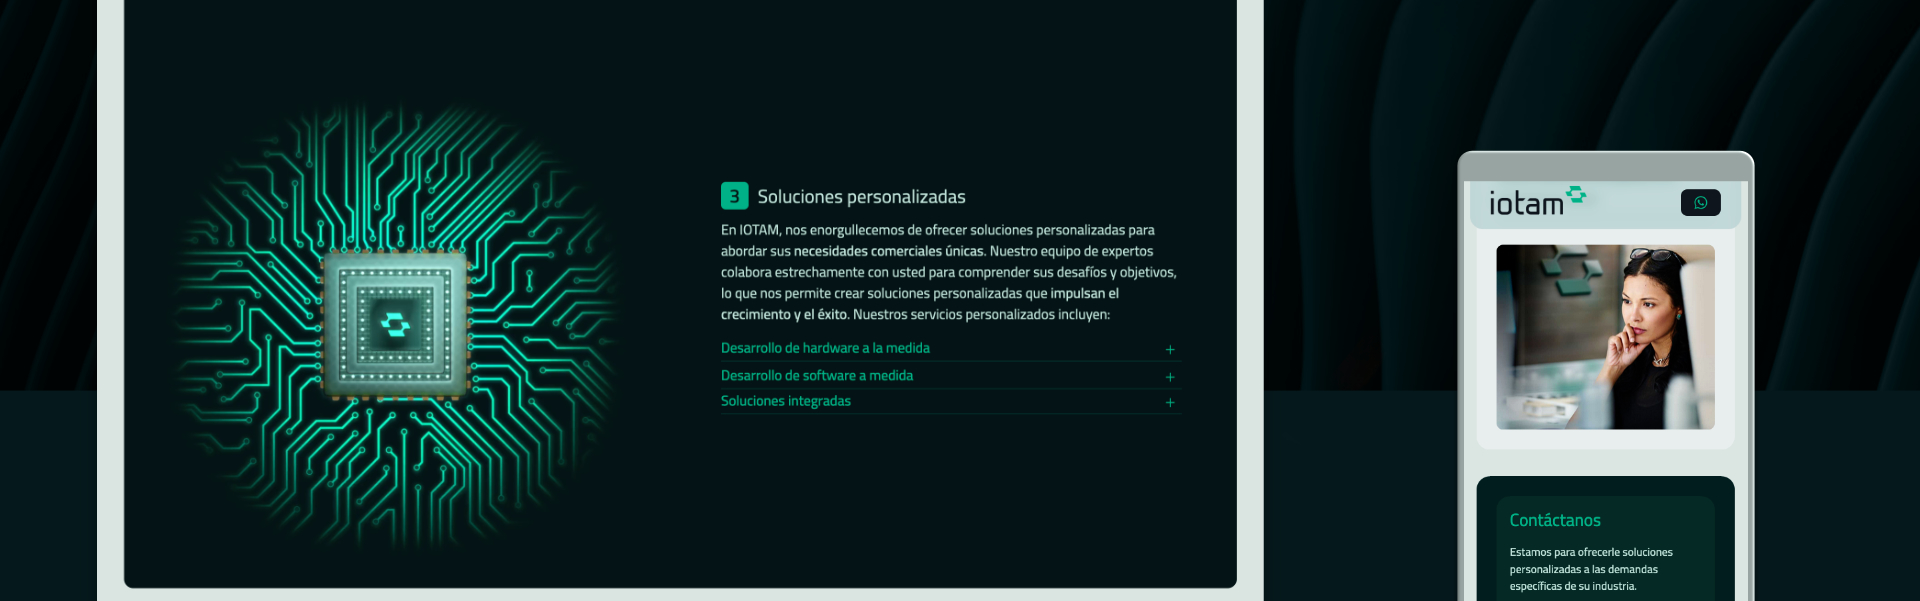 3 Soluciones personalizadas
En IOTAM, nos enorgullecemos de ofrecer soluciones personalizadas para
abordar sus necesidades comerciales únicas. Nuestro equipo de expertos
colabora estrechamente con usted para comprender sus desafíos y objetivos,
lo que nos permite crear soluciones personalizadas que impulsan el
crecimiento y el éxito. Nuestros servicios personalizados incluyen:
Desarrollo de hardware a la medida +
Desarrollo de software a medida +
Soluciones integradas +
iotam
Contáctanos
Estamos para ofrecerle soluciones
personalizadas a las demandas
específicas de su industria.